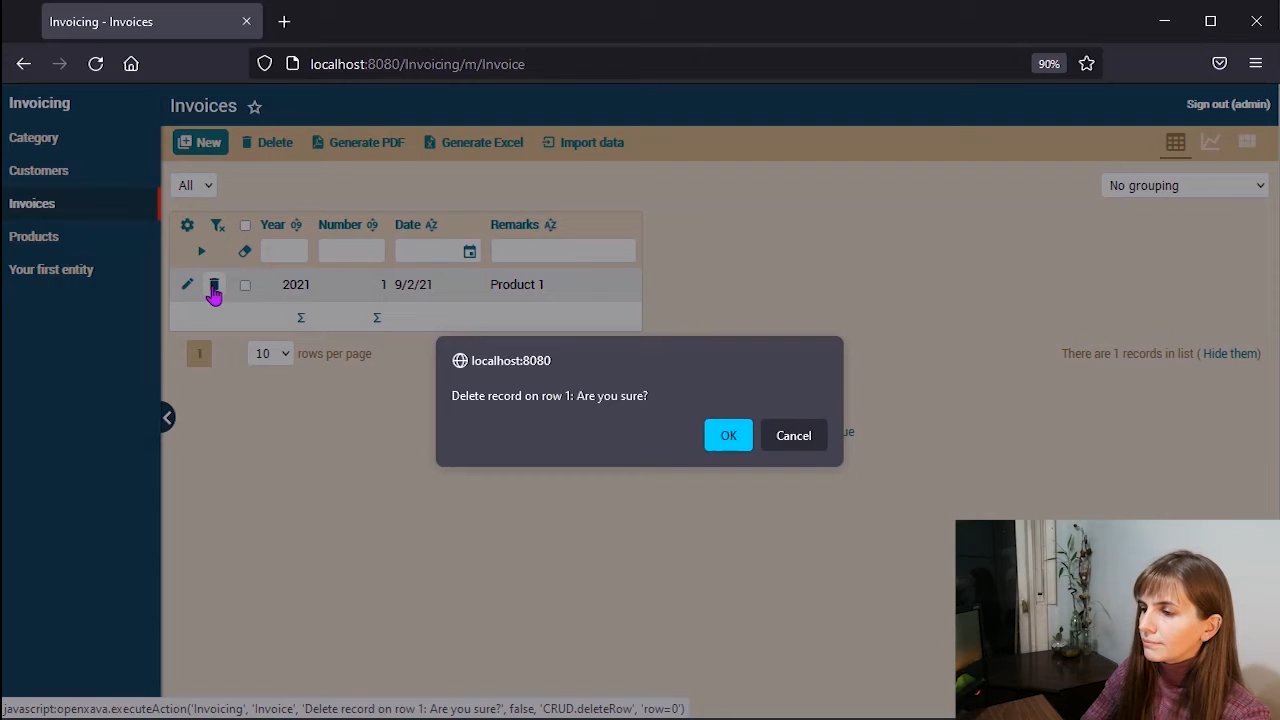 Invoicing - Invoices
localhost:8080/Invoicing/m/Invoice
90%
Invoicing
Category
Customers
Invoices
Products
Your first entity
Invoices
Sign out (admin)
New
Delete
Generate PDF
Generate Excel
Import data
All
No grouping
Year
Number
Date
Remarks
2021
1
9/2/21
Product 1
Σ
Σ
1
10
rows per page
There are 1 records in list ( Hide them)
localhost:8080
Delete record on row 1: Are you sure?
OK
Cancel
ue
javascript:openxava.executeAction('Invoicing', 'Invoice', 'Delete record on row 1: Are you sure?', false, 'CRUD.deleteRow', 'row=0')